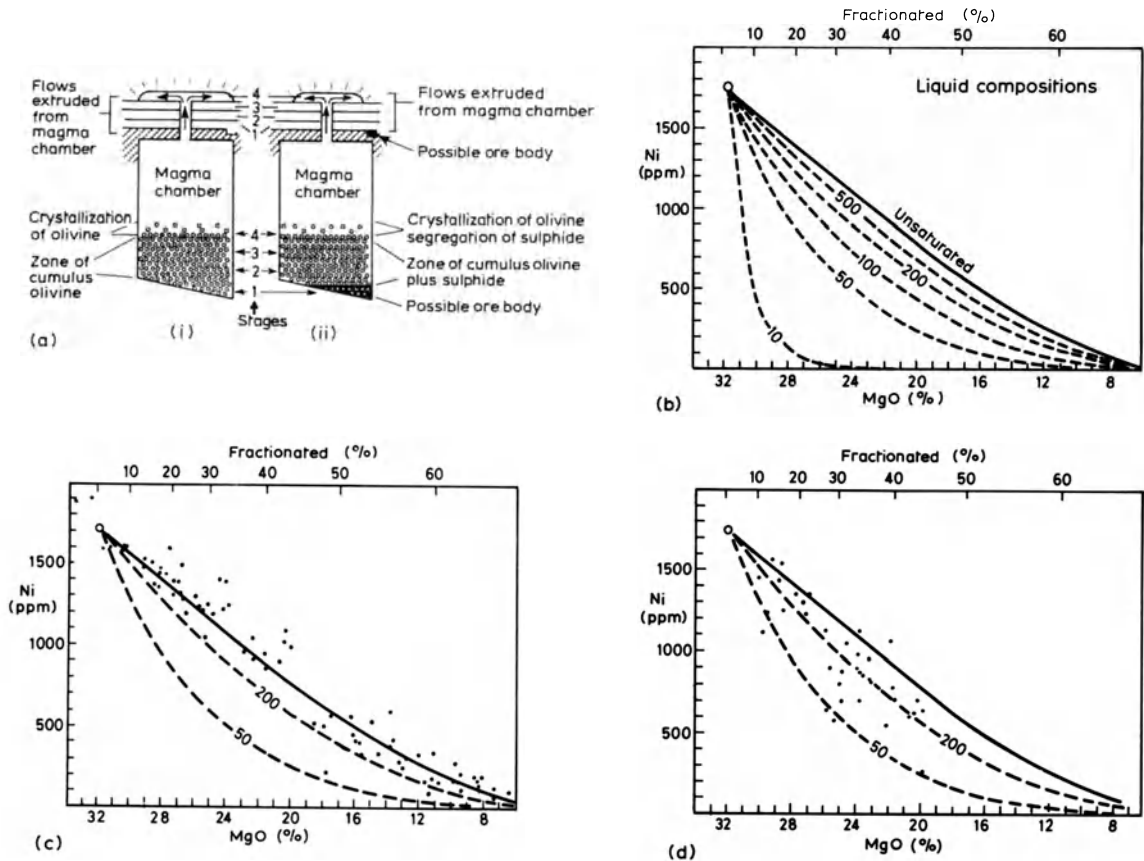 Flows
extruded
from
magma
chamber
4
3
2
1
Flows extruded
from magma chamber
Possible ore body
Magma
chamber
Magma
chamber
Crystallization
of olivine
Zone of
cumulus
olivine
4
3
2
1
Stages
Crystallization of olivine
segregation of sulphide
Zone of cumulus olivine
plus sulphide
Possible ore body
(i)
(ii)
(a)
Fractionated (%)
10 20 30 40 50 60
Liquid compositions
Ni
(ppm)
1500
1000
500
Unsaturated
500
200
100
50
10
32 28 24 20 16 12 8
MgO (%)
(b)
Fractionated (%)
10 20 30 40 50 60
1500
Ni
(ppm)
1000
500
200
50
32 28 24 20 16 12 8
MgO (%)
(c)
Fractionated (%)
10 20 30 40 50 60
1500
Ni
(ppm)
1000
500
200
50
32 28 24 20 16 12 8
MgO (%)
(d)